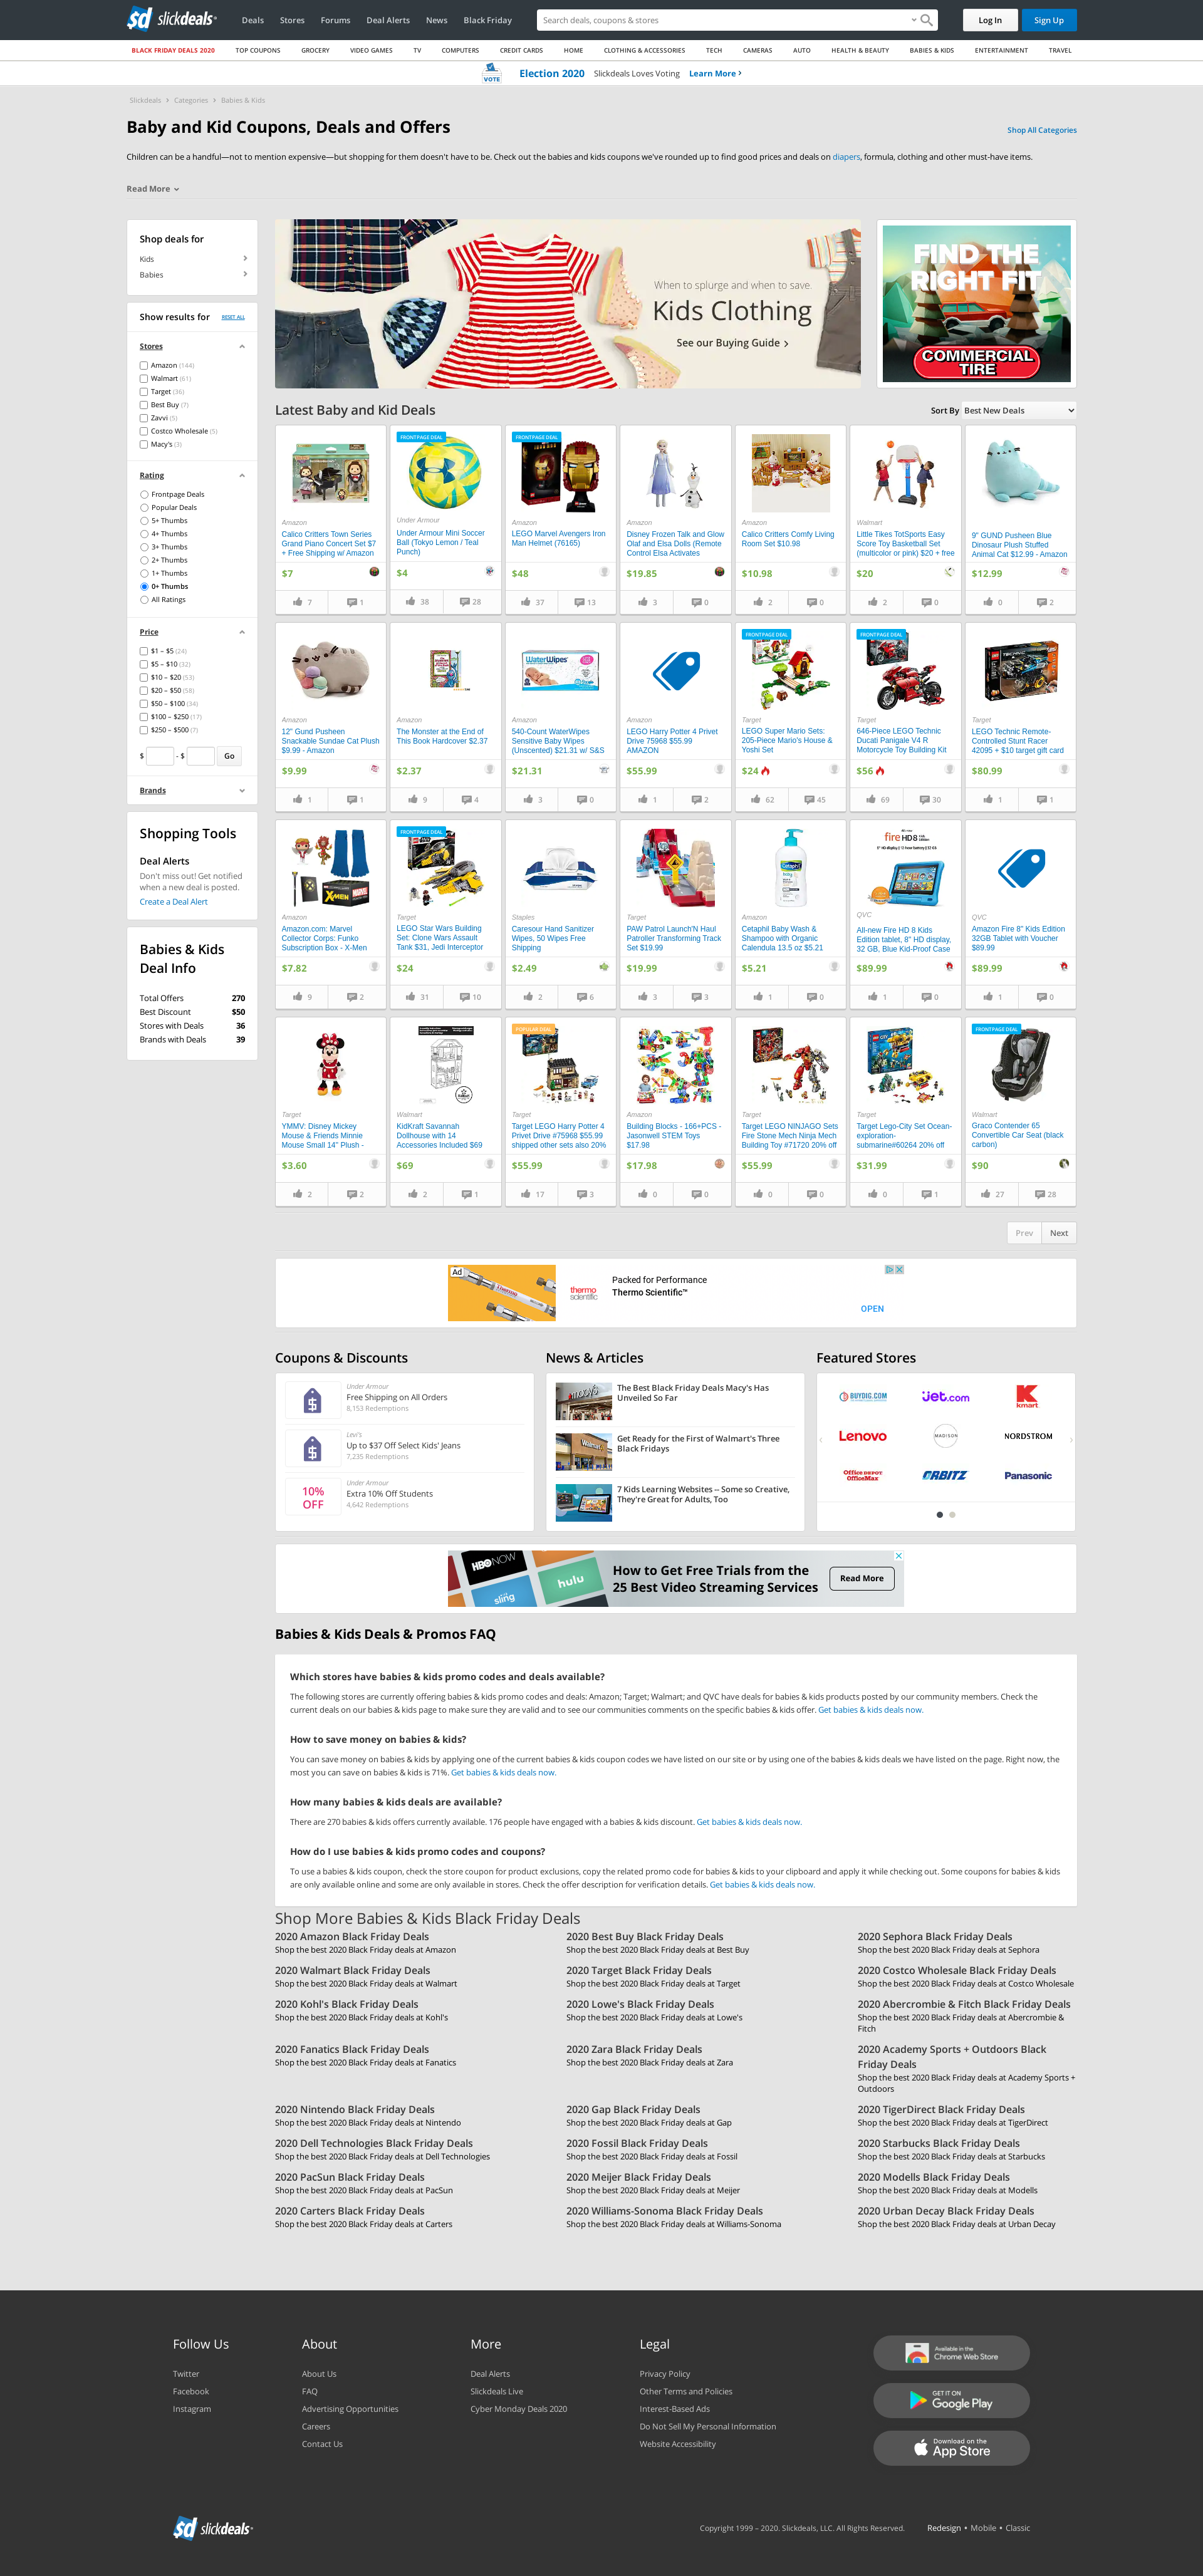 slickdeals
Deals Stores Forums Deal Alerts News Black Friday
Search deals, coupons & stores
Log In
Sign Up
BLACK FRIDAY DEALS 2020 TOP COUPONS GROCERY VIDEO GAMES TV COMPUTERS CREDIT CARDS HOME CLOTHING & ACCESSORIES TECH CAMERAS AUTO HEALTH & BEAUTY BABIES & KIDS ENTERTAINMENT TRAVEL
VOTE
Election 2020 Slickdeals Loves Voting Learn More
Slickdeals Categories Babies & Kids
Baby and Kid Coupons, Deals and Offers
Shop All Categories
Children can be a handful—not to mention expensive—but shopping for them doesn't have to be. Check out the babies and kids coupons we've rounded up to find good prices and deals on diapers, formula, clothing and other must-have items.
Read More
Shop deals for
Kids
Babies
Show results for RESET ALL
Stores
Amazon (144)
Walmart (61)
Target (36)
Best Buy (7)
Zavvi (5)
Costco Wholesale (5)
Macy's (3)
Rating
Frontpage Deals
Popular Deals
5+ Thumbs
4+ Thumbs
3+ Thumbs
2+ Thumbs
1+ Thumbs
0+ Thumbs
All Ratings
Price
$1 – $5 (24)
$5 – $10 (32)
$10 – $20 (53)
$20 – $50 (58)
$50 – $100 (34)
$100 – $250 (17)
$250 – $500 (7)
$ - $ Go
Brands
Shopping Tools
Deal Alerts
Don't miss out! Get notified
when a new deal is posted.
Create a Deal Alert
Babies & Kids
Deal Info
Total Offers 270
Best Discount $50
Stores with Deals 36
Brands with Deals 39
When to splurge and when to save.
Kids Clothing
See our Buying Guide
FIND THE
RIGHT FIT
COMMERCIAL
TIRE
Latest Baby and Kid Deals
Sort By Best New Deals
Amazon
Calico Critters Town Series
Grand Piano Concert Set $7
+ Free Shipping w/ Amazon
$7
7 1
FRONTPAGE DEAL
Under Armour
Under Armour Mini Soccer
Ball (Tokyo Lemon / Teal
Punch)
$4
38 28
FRONTPAGE DEAL
Amazon
LEGO Marvel Avengers Iron
Man Helmet (76165)
$48
37 13
Amazon
Disney Frozen Talk and Glow
Olaf and Elsa Dolls (Remote
Control Elsa Activates
$19.85
3 0
Amazon
Calico Critters Comfy Living
Room Set $10.98
$10.98
2 0
Walmart
Little Tikes TotSports Easy
Score Toy Basketball Set
(multicolor or pink) $20 + free
$20
2 0
9" GUND Pusheen Blue
Dinosaur Plush Stuffed
Animal Cat $12.99 - Amazon
$12.99
0 2
Amazon
12" Gund Pusheen
Snackable Sundae Cat Plush
$9.99 - Amazon
$9.99
1 1
Amazon
The Monster at the End of
This Book Hardcover $2.37
$2.37
9 4
WaterWipes
Amazon
540-Count WaterWipes
Sensitive Baby Wipes
(Unscented) $21.31 w/ S&S
$21.31
3 0
Amazon
LEGO Harry Potter 4 Privet
Drive 75968 $55.99
AMAZON
$55.99
1 2
FRONTPAGE DEAL
Target
LEGO Super Mario Sets:
205-Piece Mario's House &
Yoshi Set
$24
62 45
FRONTPAGE DEAL
Target
646-Piece LEGO Technic
Ducati Panigale V4 R
Motorcycle Toy Building Kit
$56
69 30
Target
LEGO Technic Remote-
Controlled Stunt Racer
42095 + $10 target gift card
$80.99
1 1
X-MEN MARVEL
Amazon
Amazon.com: Marvel
Collector Corps: Funko
Subscription Box - X-Men
$7.82
9 2
FRONTPAGE DEAL
Target
LEGO Star Wars Building
Set: Clone Wars Assault
Tank $31, Jedi Interceptor
$24
31 10
Staples
Caresour Hand Sanitizer
Wipes, 50 Wipes Free
Shipping
$2.49
2 6
Target
PAW Patrol Launch'N Haul
Patroller Transforming Track
Set $19.99
$19.99
3 3
Cetaphil
baby
Amazon
Cetaphil Baby Wash &
Shampoo with Organic
Calendula 13.5 oz $5.21
$5.21
1 0
fire HD 8
QVC
All-new Fire HD 8 Kids
Edition tablet, 8" HD display,
32 GB, Blue Kid-Proof Case
$89.99
1 0
QVC
Amazon Fire 8" Kids Edition
32GB Tablet with Voucher
$89.99
$89.99
1 0
Target
YMMV: Disney Mickey
Mouse & Friends Minnie
Mouse Small 14" Plush -
$3.60
2 2
Walmart
KidKraft Savannah
Dollhouse with 14
Accessories Included $69
$69
2 1
POPULAR DEAL
Target
Target LEGO Harry Potter 4
Privet Drive #75968 $55.99
shipped other sets also 20%
$55.99
17 3
Amazon
Building Blocks - 166+PCS -
Jasonwell STEM Toys
$17.98
$17.98
0 0
Target
Target LEGO NINJAGO Sets
Fire Stone Mech Ninja Mech
Building Toy #71720 20% off
$55.99
0 0
Target
Target Lego-City Set Ocean-
exploration-
submarine#60264 20% off
$31.99
0 1
FRONTPAGE DEAL
Walmart
Graco Contender 65
Convertible Car Seat (black
carbon)
$90
27 28
Prev Next
Ad
thermo
scientific
Packed for Performance
Thermo Scientific™
OPEN
Coupons & Discounts
Under Armour
Free Shipping on All Orders
8,153 Redemptions
Levi's
Up to $37 Off Select Kids' Jeans
7,235 Redemptions
10%
OFF
Under Armour
Extra 10% Off Students
4,642 Redemptions
News & Articles
The Best Black Friday Deals Macy's Has
Unveiled So Far
Get Ready for the First of Walmart's Three
Black Fridays
7 Kids Learning Websites -- Some so Creative,
They're Great for Adults, Too
Featured Stores
BUYDIG.COM jet.com kmart
Lenovo MADISON NORDSTROM
Office DEPOT OfficeMax ORBITZ Panasonic
HBO NOW
sling
hulu
How to Get Free Trials from the
25 Best Video Streaming Services
Read More
Babies & Kids Deals & Promos FAQ
Which stores have babies & kids promo codes and deals available?
The following stores are currently offering babies & kids promo codes and deals: Amazon; Target; Walmart; and QVC have deals for babies & kids products posted by our community members. Check the
current deals on our babies & kids page to make sure they are valid and to see our communities comments on the specific babies & kids offer. Get babies & kids deals now.
How to save money on babies & kids?
You can save money on babies & kids by applying one of the current babies & kids coupon codes we have listed on our site or by using one of the babies & kids deals we have listed on the page. Right now, the
most you can save on babies & kids is 71%. Get babies & kids deals now.
How many babies & kids deals are available?
There are 270 babies & kids offers currently available. 176 people have engaged with a babies & kids discount. Get babies & kids deals now.
How do I use babies & kids promo codes and coupons?
To use a babies & kids coupon, check the store coupon for product exclusions, copy the related promo code for babies & kids to your clipboard and apply it while checking out. Some coupons for babies & kids
are only available online and some are only available in stores. Check the offer description for verification details. Get babies & kids deals now.
Shop More Babies & Kids Black Friday Deals
2020 Amazon Black Friday Deals
Shop the best 2020 Black Friday deals at Amazon
2020 Best Buy Black Friday Deals
Shop the best 2020 Black Friday deals at Best Buy
2020 Sephora Black Friday Deals
Shop the best 2020 Black Friday deals at Sephora
2020 Walmart Black Friday Deals
Shop the best 2020 Black Friday deals at Walmart
2020 Target Black Friday Deals
Shop the best 2020 Black Friday deals at Target
2020 Costco Wholesale Black Friday Deals
Shop the best 2020 Black Friday deals at Costco Wholesale
2020 Kohl's Black Friday Deals
Shop the best 2020 Black Friday deals at Kohl's
2020 Lowe's Black Friday Deals
Shop the best 2020 Black Friday deals at Lowe's
2020 Abercrombie & Fitch Black Friday Deals
Shop the best 2020 Black Friday deals at Abercrombie &
Fitch
2020 Fanatics Black Friday Deals
Shop the best 2020 Black Friday deals at Fanatics
2020 Zara Black Friday Deals
Shop the best 2020 Black Friday deals at Zara
2020 Academy Sports + Outdoors Black
Friday Deals
Shop the best 2020 Black Friday deals at Academy Sports +
Outdoors
2020 Nintendo Black Friday Deals
Shop the best 2020 Black Friday deals at Nintendo
2020 Gap Black Friday Deals
Shop the best 2020 Black Friday deals at Gap
2020 TigerDirect Black Friday Deals
Shop the best 2020 Black Friday deals at TigerDirect
2020 Dell Technologies Black Friday Deals
Shop the best 2020 Black Friday deals at Dell Technologies
2020 Fossil Black Friday Deals
Shop the best 2020 Black Friday deals at Fossil
2020 Starbucks Black Friday Deals
Shop the best 2020 Black Friday deals at Starbucks
2020 PacSun Black Friday Deals
Shop the best 2020 Black Friday deals at PacSun
2020 Meijer Black Friday Deals
Shop the best 2020 Black Friday deals at Meijer
2020 Modells Black Friday Deals
Shop the best 2020 Black Friday deals at Modells
2020 Carters Black Friday Deals
Shop the best 2020 Black Friday deals at Carters
2020 Williams-Sonoma Black Friday Deals
Shop the best 2020 Black Friday deals at Williams-Sonoma
2020 Urban Decay Black Friday Deals
Shop the best 2020 Black Friday deals at Urban Decay
Follow Us
Twitter
Facebook
Instagram
About
About Us
FAQ
Advertising Opportunities
Careers
Contact Us
More
Deal Alerts
Slickdeals Live
Cyber Monday Deals 2020
Legal
Privacy Policy
Other Terms and Policies
Interest-Based Ads
Do Not Sell My Personal Information
Website Accessibility
Available in the
Chrome Web Store
GET IT ON
Google Play
Download on the
App Store
slickdeals
Copyright 1999 – 2020. Slickdeals, LLC. All Rights Reserved. Redesign • Mobile • Classic